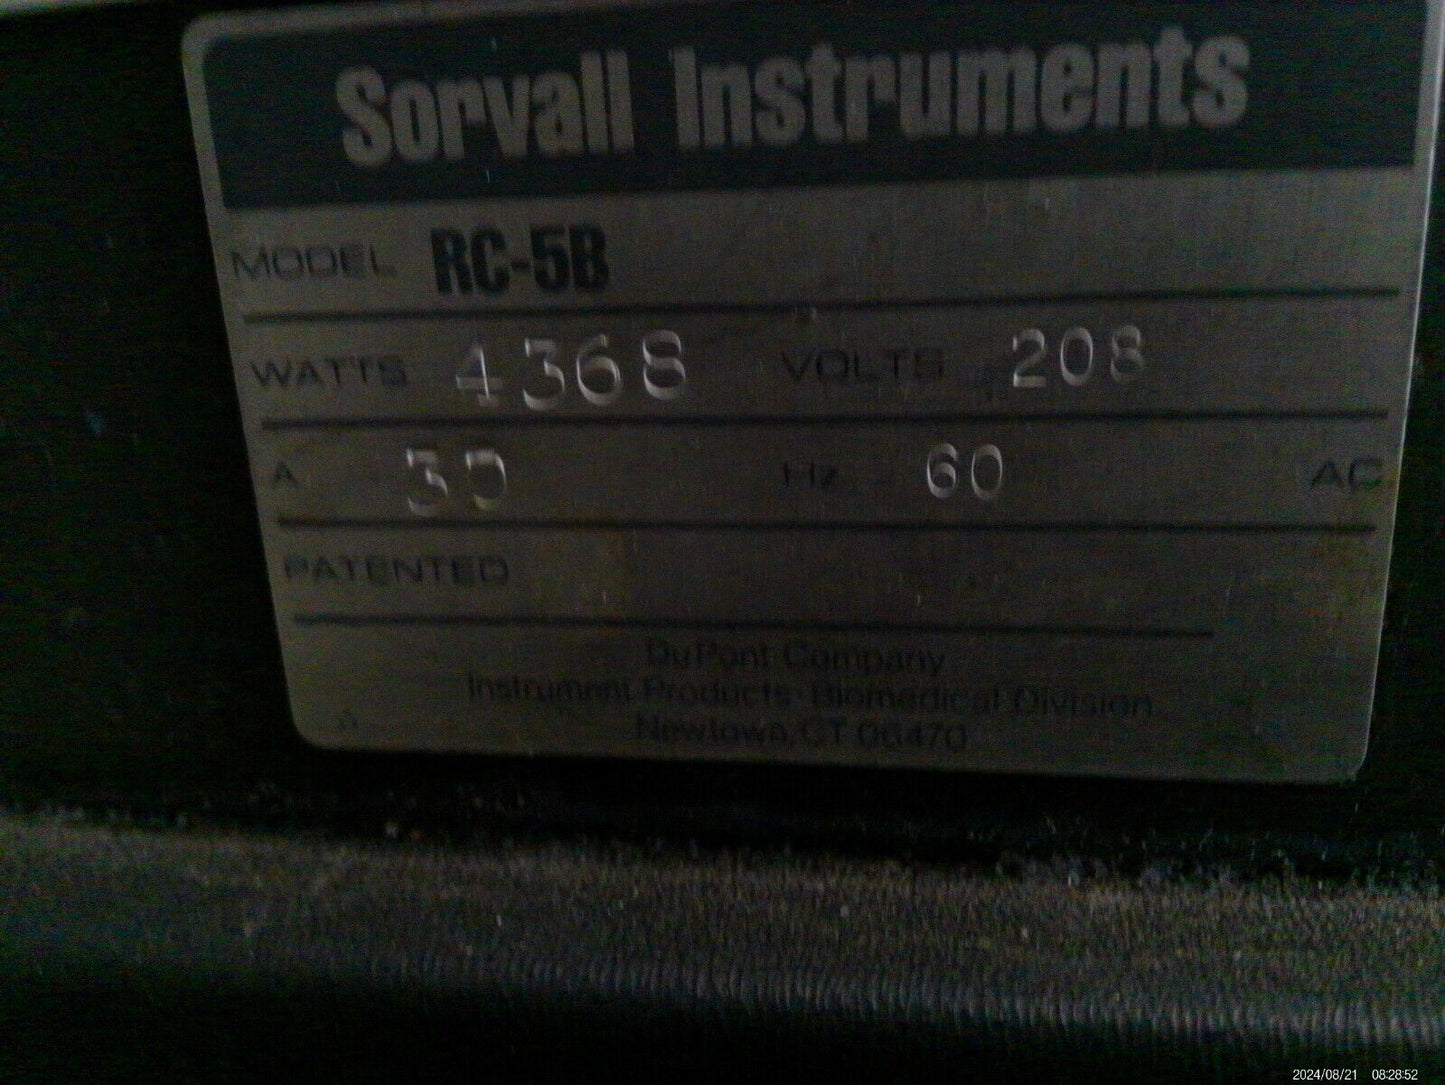 Sorvall Instruments
MODEL RC-5B
WATTS 4368 VOLTS 208
A 30 Hz 60 AC
PATENTED
DuPont Company
Instrument Products Biomedical Division
Newtown, CT 06470
2024/08/21 08:28:52